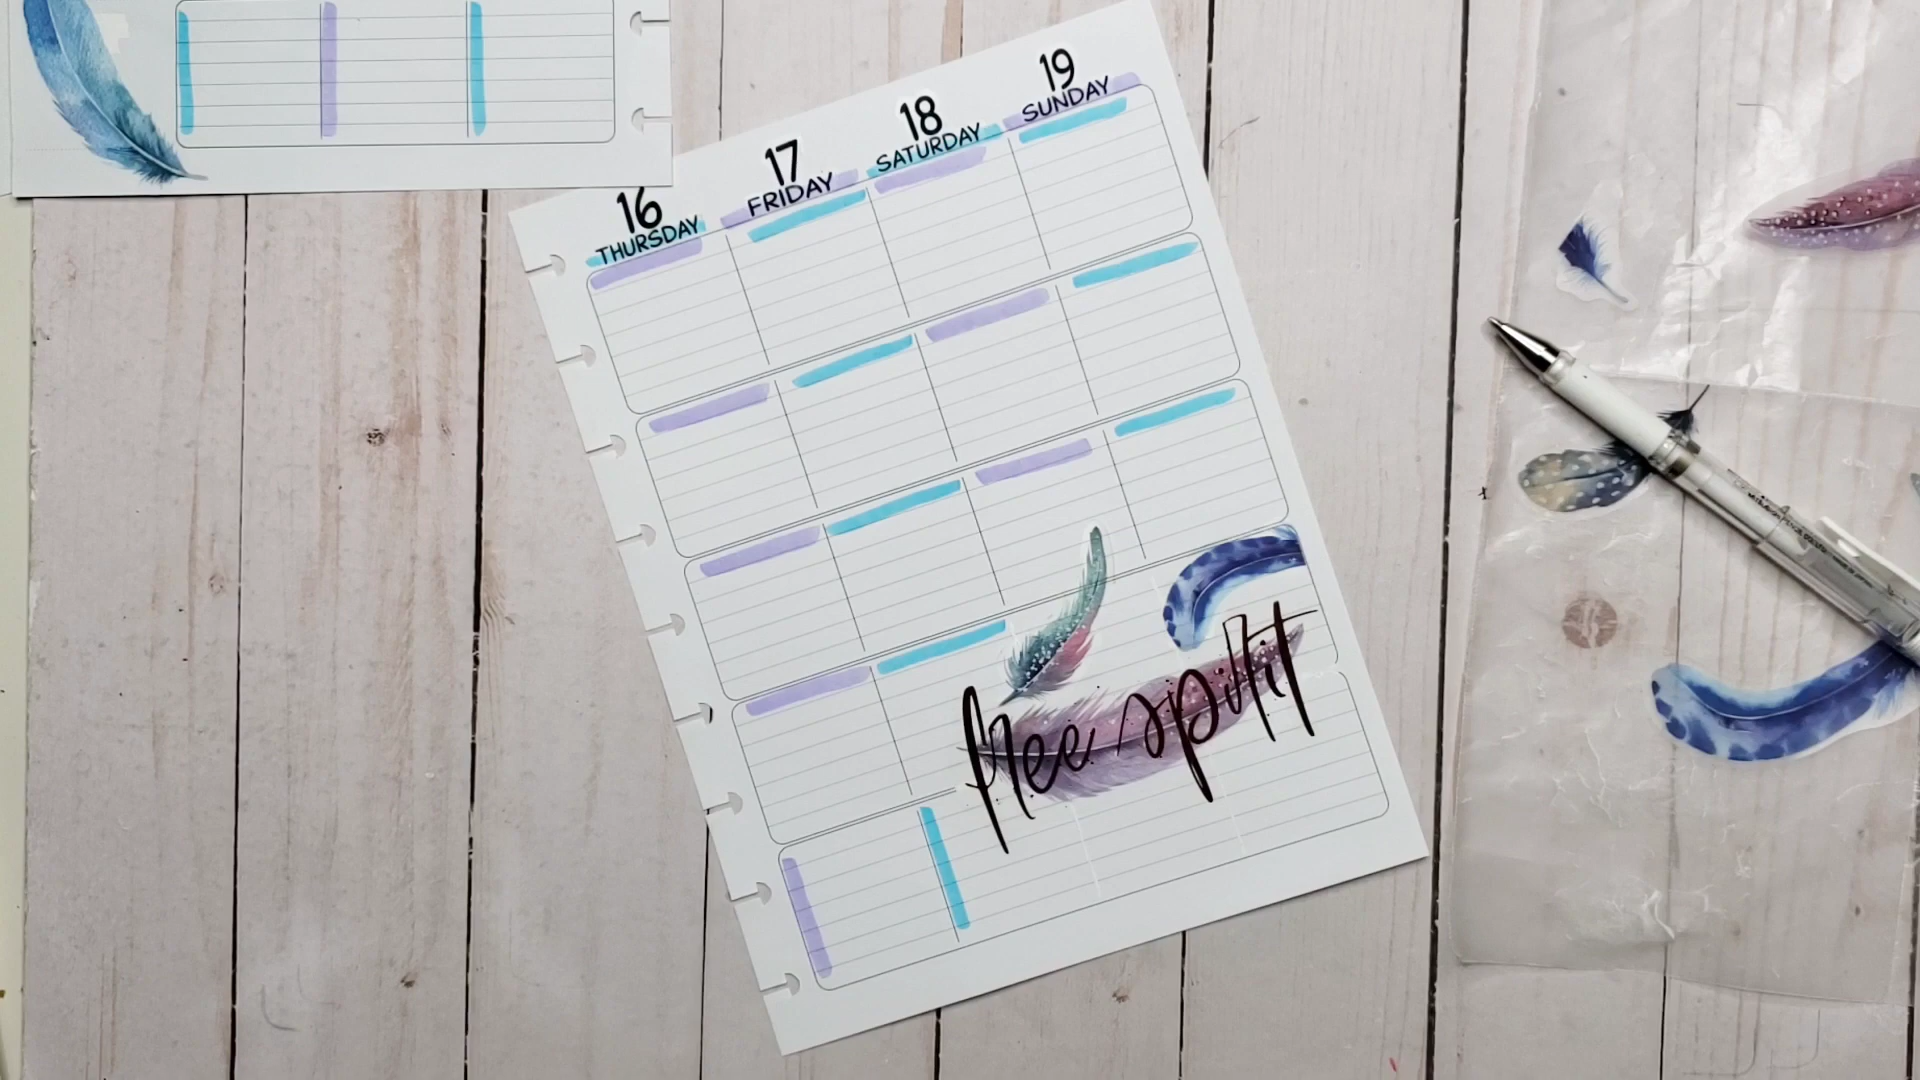 16
THURSDAY
17
FRIDAY
18
SATURDAY
19
SUNDAY
free spirit